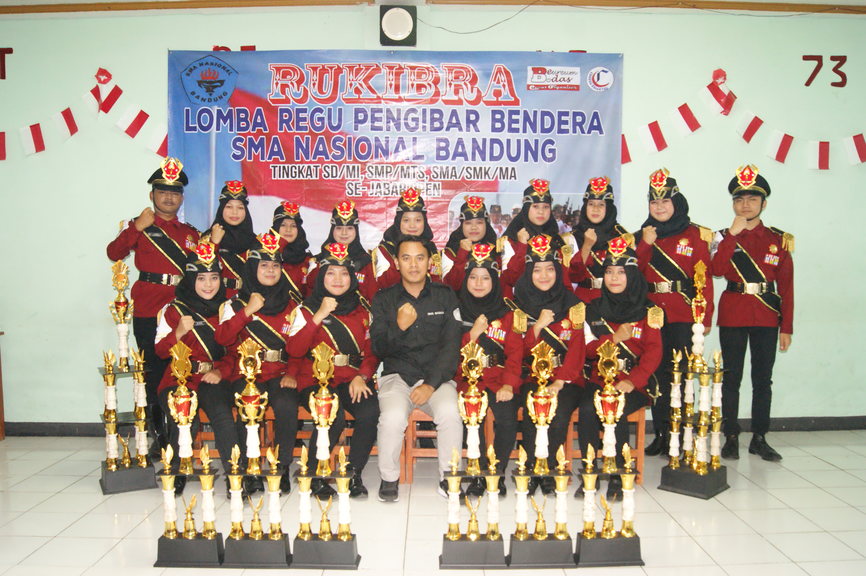 T
73
SMA NASIONAL
BANDUNG
RUKIBRA
LOMBA REGU PENGIBAR BENDERA
SMA NASIONAL BANDUNG
TINGKAT SD/MI, SMP/MTS, SMA/SMK/MA
Bodas